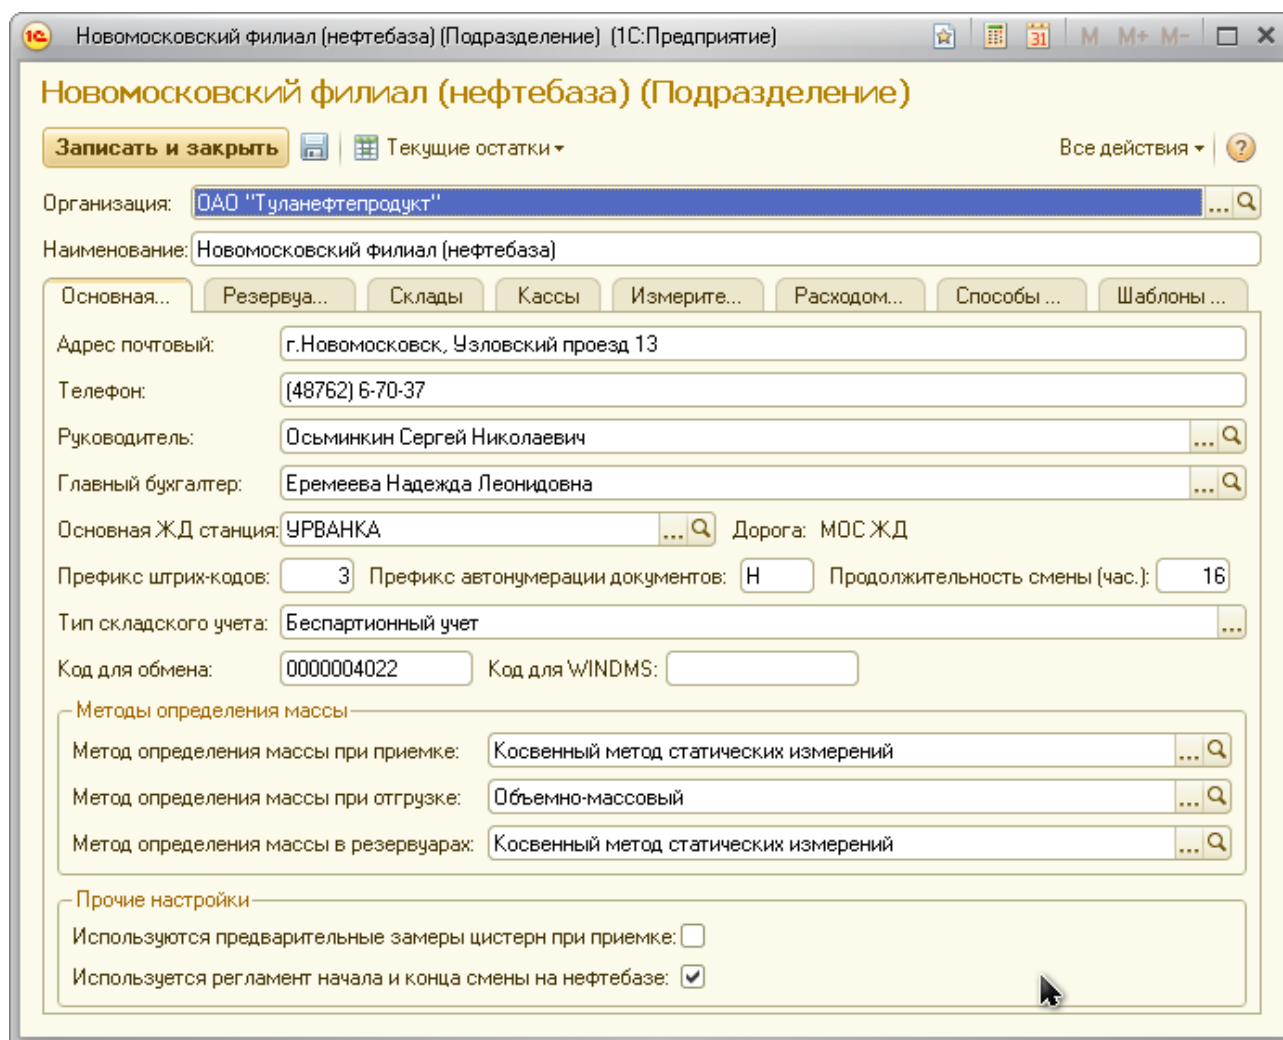 1С Новомосковский филиал (нефтебаза) (Подразделение) (1С:Предприятие) 31 M M+ M-
Новомосковский филиал (нефтебаза) (Подразделение)
Записать и закрыть Текущие остатки Все действия ?
Организация: ОАО "Туланефтепродукт" ...
Наименование: Новомосковский филиал (нефтебаза)
Основная... Резервуа... Склады Кассы Измерите... Расходом... Способы ... Шаблоны ...
Адрес почтовый: г.Новомосковск, Узловский проезд 13
Телефон: (48762) 6-70-37
Руководитель: Осьминкин Сергей Николаевич ...
Главный бухгалтер: Еремеева Надежда Леонидовна ...
Основная ЖД станция: УРВАНКА ... Дорога: МОС ЖД
Префикс штрих-кодов: 3 Префикс автонумерации документов: Н Продолжительность смены (час.): 16
Тип складского учета: Беспартионный учет ...
Код для обмена: 0000004022 Код для WINDMS:
Методы определения массы
Метод определения массы при приемке: Косвенный метод статических измерений ...
Метод определения массы при отгрузке: Объемно-массовый ...
Метод определения массы в резервуарах: Косвенный метод статических измерений ...
Прочие настройки
Используются предварительные замеры цистерн при приемке:
Используется регламент начала и конца смены на нефтебазе: